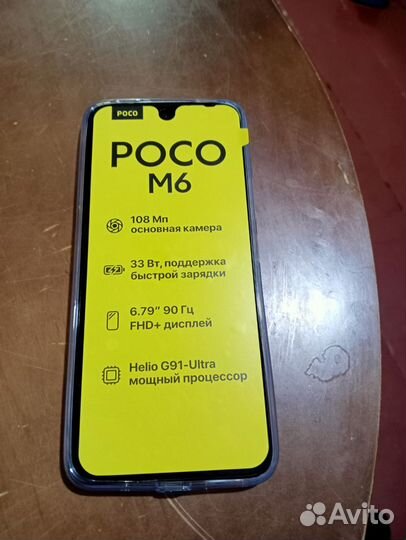 POCO
POCO
M6
108 Мп
основная камера
33 Вт, поддержка
быстрой зарядки
6.79” 90 Гц
FHD+ дисплей
Helio G91-Ultra
мощный процессор
Avito